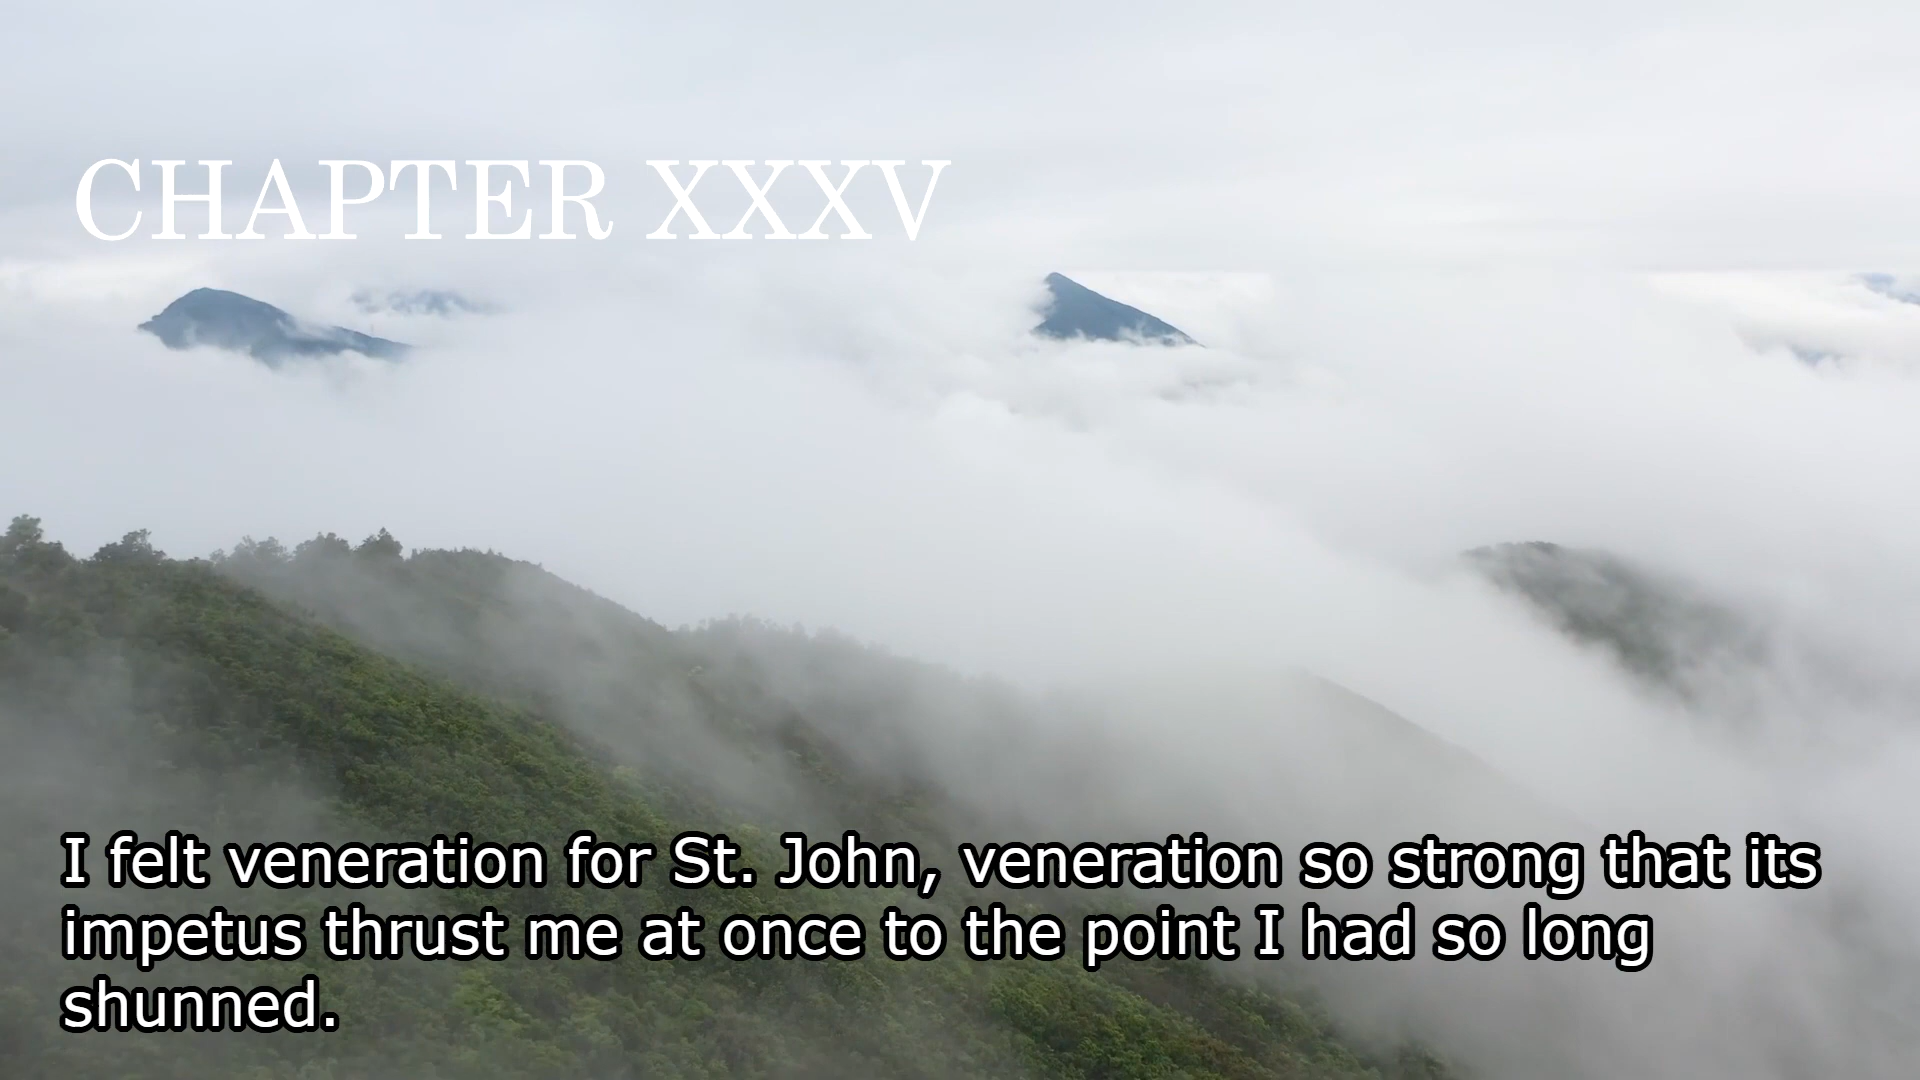 CHAPTER XXXV
I felt veneration for St. John, veneration so strong that its
impetus thrust me at once to the point I had so long
shunned.